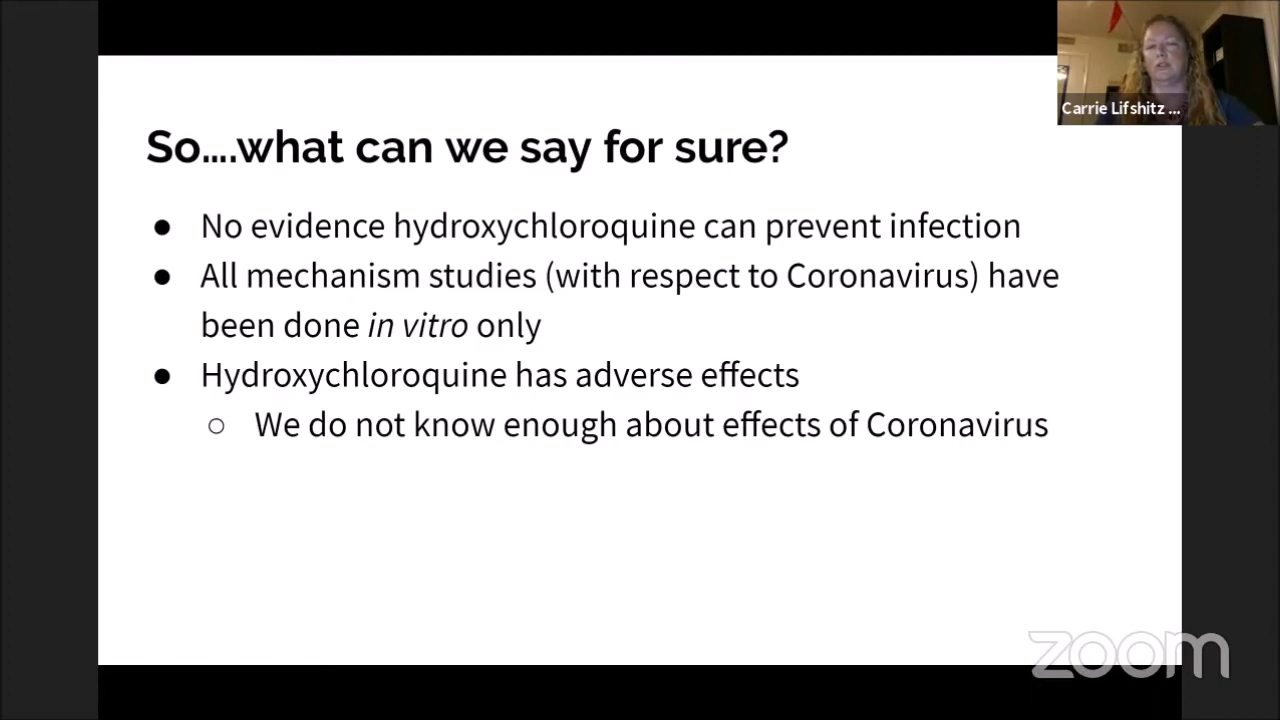 Carrie Lifshitz ...
So....what can we say for sure?
● No evidence hydroxychloroquine can prevent infection
● All mechanism studies (with respect to Coronavirus) have
been done in vitro only
● Hydroxychloroquine has adverse effects
○ We do not know enough about effects of Coronavirus
zoom